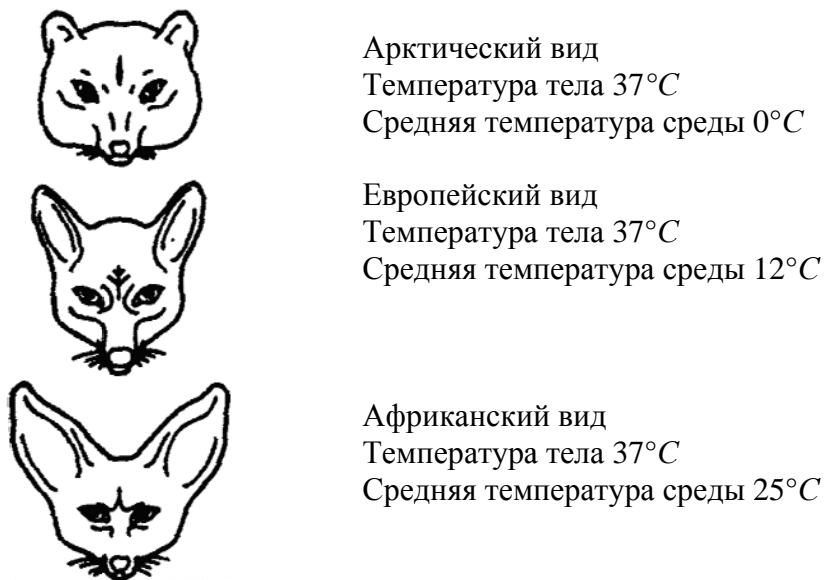 Арктический вид
Температура тела 37°C
Средняя температура среды 0°C
Европейский вид
Температура тела 37°C
Средняя температура среды 12°C
Африканский вид
Температура тела 37°C
Средняя температура среды 25°C